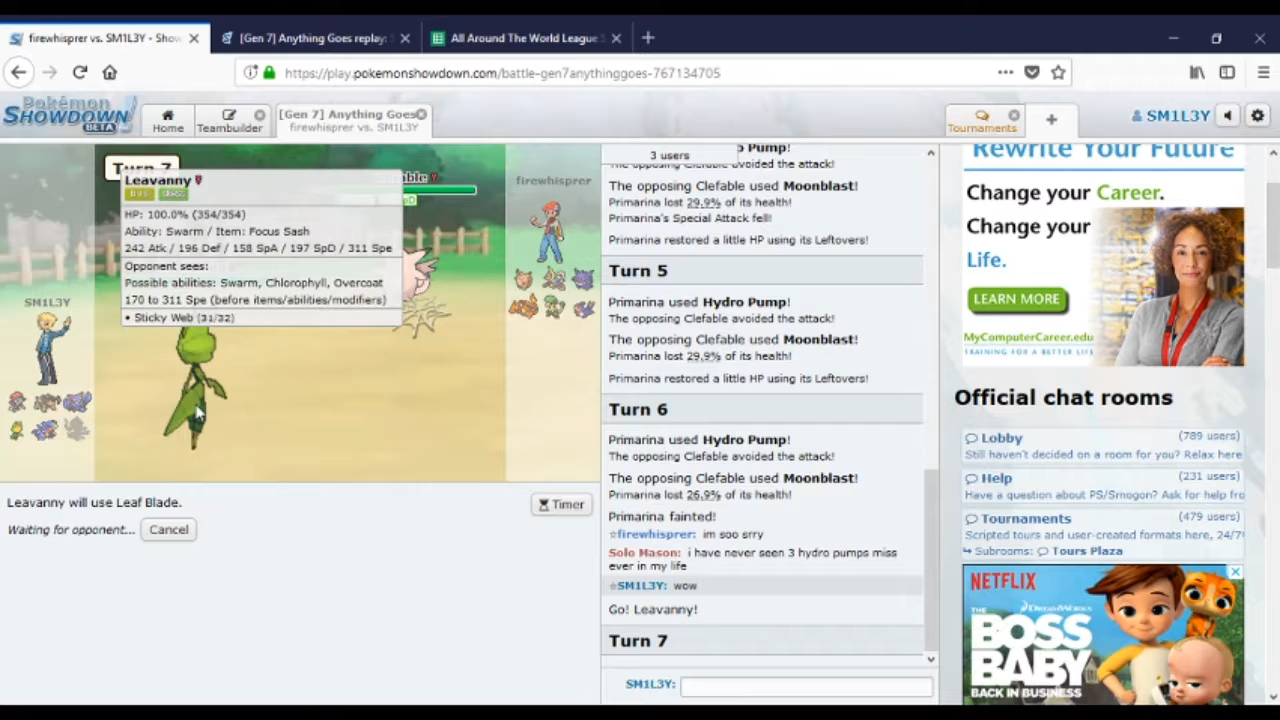 firewhisprer vs. SM1L3Y - Show
[Gen 7] Anything Goes replay:
All Around The World League
https://play.pokemonshowdown.com/battle-gen7anythinggoes-767134705
Pokémon
SHOWDOWN!
BETA
Home
Teambuilder
[Gen 7] Anything Goes
firewhisprer vs. SM1L3Y
Tournaments
SM1L3Y
Turn 7
Leavanny
HP: 100.0% (354/354)
Ability: Swarm / Item: Focus Sash
242 Atk / 196 Def / 158 SpA / 197 SpD / 311 Spe
Opponent sees:
Possible abilities: Swarm, Chlorophyll, Overcoat
170 to 311 Spe (before items/abilities/modifiers)
• Sticky Web (31/32)
SM1L3Y
firewhisprer
Leavanny will use Leaf Blade.
Waiting for opponent...
Cancel
Timer
3 users
Pump!
The opposing Clefable avoided the attack!
The opposing Clefable used Moonblast!
Primarina lost 29.9% of its health!
Primarina's Special Attack fell!
Primarina restored a little HP using its Leftovers!
Turn 5
Primarina used Hydro Pump!
The opposing Clefable avoided the attack!
The opposing Clefable used Moonblast!
Primarina lost 29.9% of its health!
Primarina restored a little HP using its Leftovers!
Turn 6
Primarina used Hydro Pump!
The opposing Clefable avoided the attack!
The opposing Clefable used Moonblast!
Primarina lost 26.9% of its health!
Primarina fainted!
☆firewhisprer: im soo srry
Solo Mason: i have never seen 3 hydro pumps miss
ever in my life
☆SM1L3Y: wow
Go! Leavanny!
Turn 7
SM1L3Y:
Rewrite Your Future
Change your Career.
Change your
Life.
LEARN MORE
MyComputerCareer.edu
TRAINING FOR A BETTER LIFE
Official chat rooms
Lobby (789 users)
Still haven't decided on a room for you? Relax here
Help (231 users)
Have a question about PS/Smogon? Ask for help fro
Tournaments (479 users)
Scripted tours and user-created formats here, 24/7
Subrooms: Tours Plaza
NETFLIX
DREAMWORKS
THE
BOSS
BABY
BACK IN BUSINESS